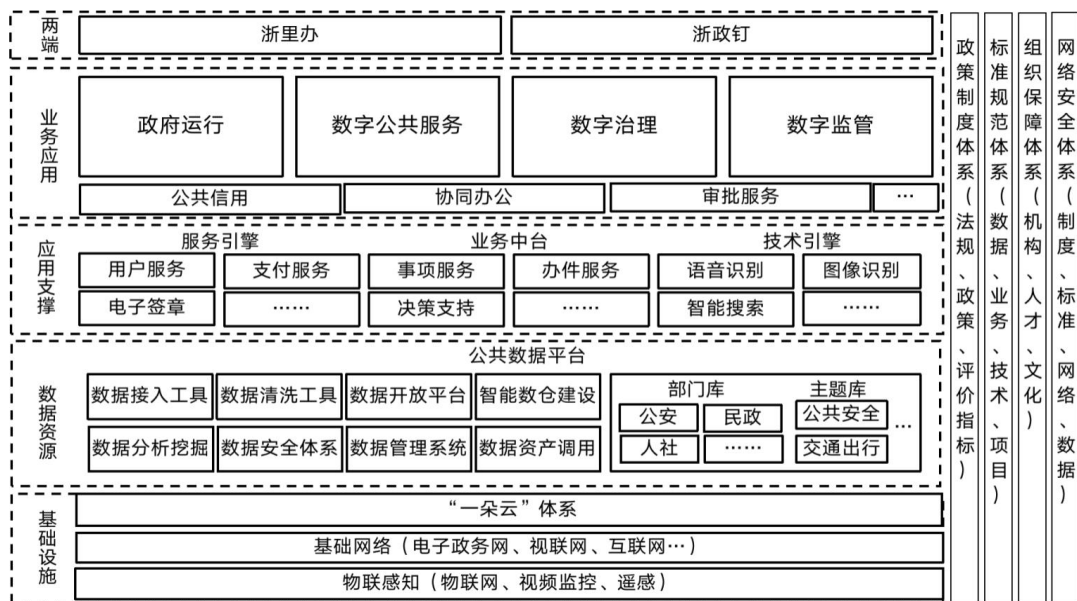 两端
浙里办
浙政钉
业务应用
政府运行
数字公共服务
数字治理
数字监管
公共信用
协同办公
审批服务
…
应用支撑
服务引擎
业务中台
技术引擎
用户服务
支付服务
事项服务
办件服务
语音识别
图像识别
电子签章
……
决策支持
……
智能搜索
……
数据资源
公共数据平台
数据接入工具
数据清洗工具
数据开放平台
智能数仓建设
数据分析挖掘
数据安全体系
数据管理系统
数据资产调用
部门库
主题库
公安
民政
公共安全
…
人社
……
交通出行
基础设施
“一朵云”体系
基础网络（电子政务网、视联网、互联网…）
物联感知（物联网、视频监控、遥感）
政策制度体系（法规、政策、评价指标）
标准规范体系（数据、业务、技术、项目）
组织保障体系（机构、人才、文化）
网络安全体系（制度、标准、网络、数据）